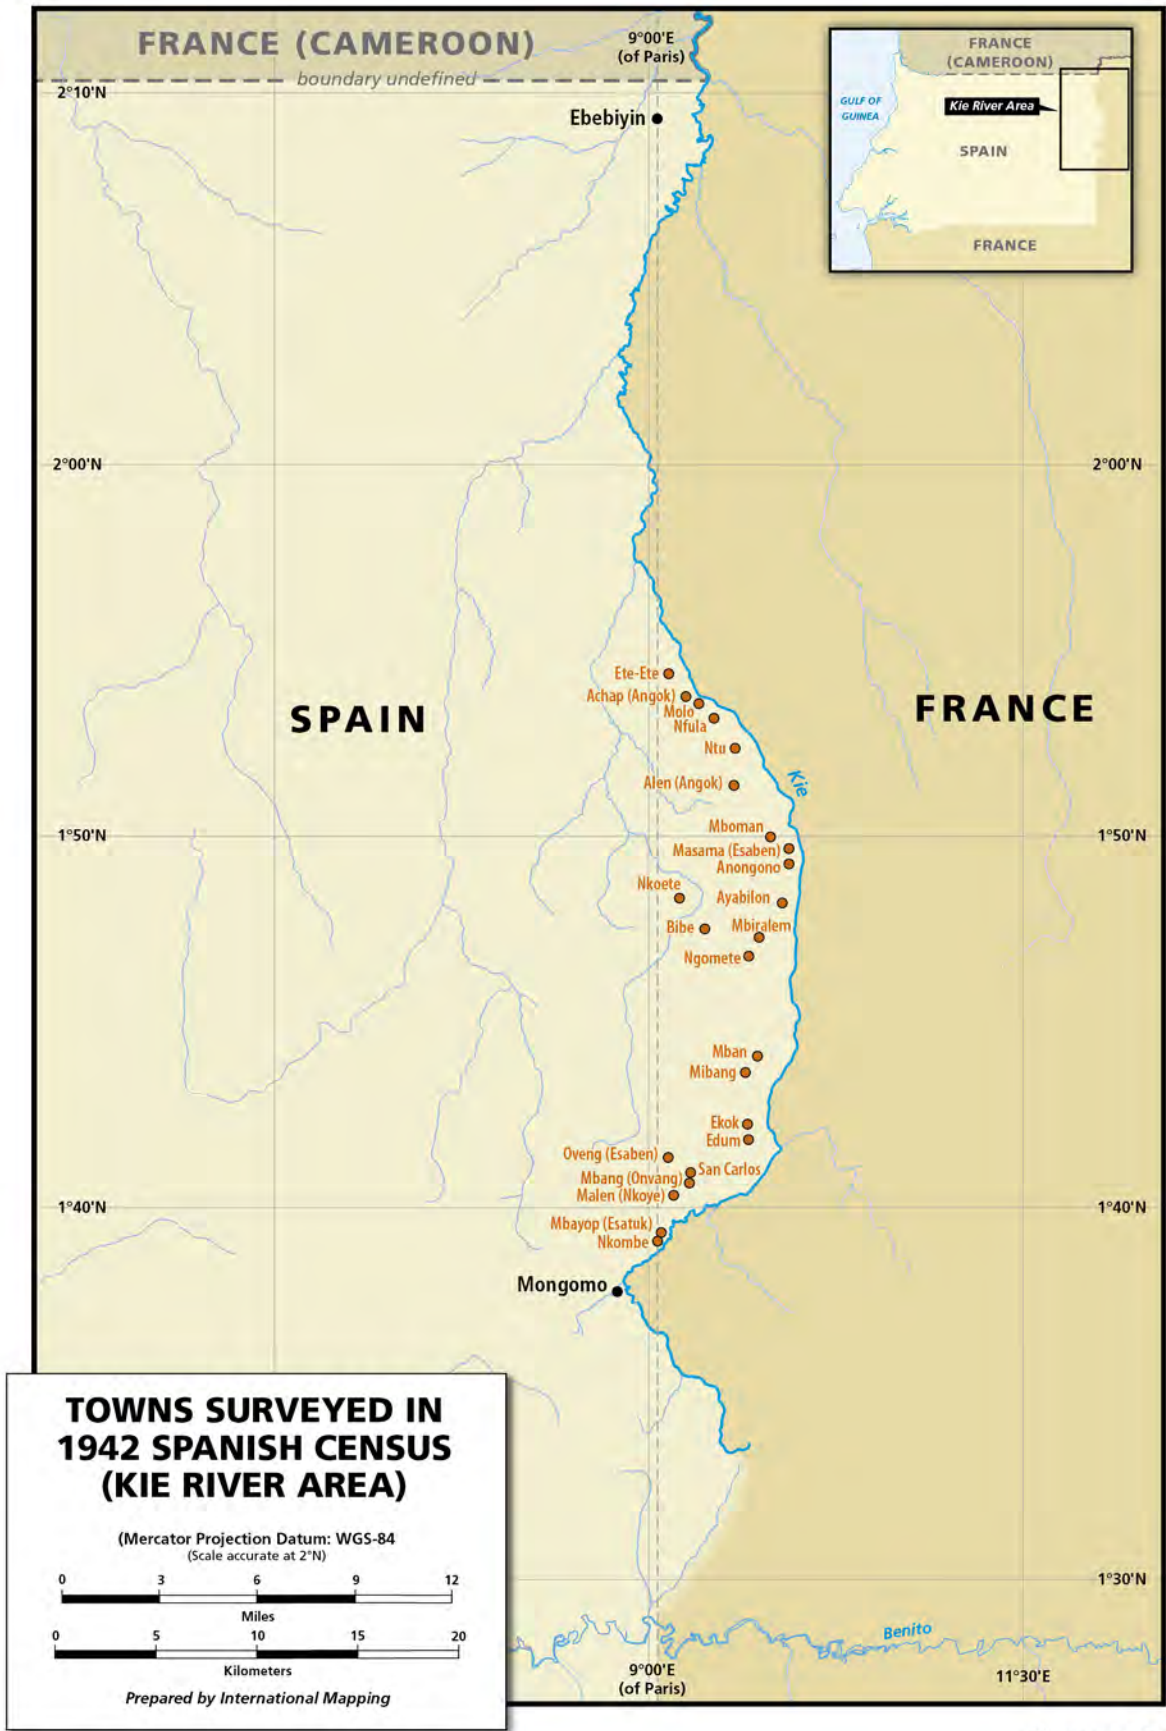 FRANCE (CAMEROON)
boundary undefined
9°00'E
(of Paris)
2°10'N
Ebebiyin
FRANCE
(CAMEROON)
GULF OF
GUINEA
Kie River Area
SPAIN
FRANCE
2°00'N
2°00'N
Ete-Ete
Achap (Angok)
Molo
Nfula
SPAIN
FRANCE
Ntu
Alen (Angok)
Kie
Mboman
1°50'N
1°50'N
Masama (Esaben)
Anongono
Nkoete
Ayabilon
Bibe
Mbiralem
Ngomete
Mban
Mibang
Ekok
Edum
Oveng (Esaben)
San Carlos
Mbang (Onvang)
Malen (Nkoye)
1°40'N
1°40'N
Mbayop (Esatuk)
Nkombe
Mongomo
TOWNS SURVEYED IN
1942 SPANISH CENSUS
(KIE RIVER AREA)
(Mercator Projection Datum: WGS-84
(Scale accurate at 2°N)
0 3 6 9 12
Miles
0 5 10 15 20
Kilometers
Prepared by International Mapping
1°30'N
Benito
9°00'E
(of Paris)
11°30'E